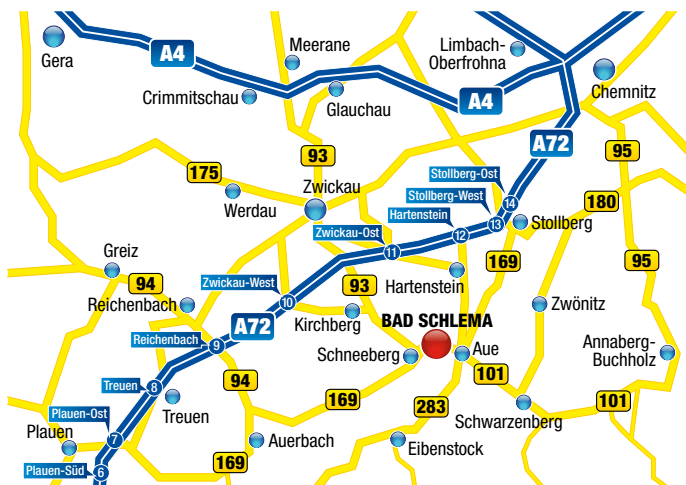 Gera
A4
Meerane
Limbach-
Oberfrohna
Crimmitschau
Glauchau
A4
Chemnitz
A72
95
93
175
Werdau
Zwickau
Stollberg-Ost
Stollberg-West
14
Hartenstein
13
12
Stollberg
180
Zwickau-Ost
11
169
Greiz
94
Reichenbach
Zwickau-West
10
93
Hartenstein
95
Zwönitz
A72
Kirchberg
BAD SCHLEMA
Reichenbach
9
Schneeberg
Aue
Annaberg-
Buchholz
Treuen
8
94
101
Treuen
169
283
Schwarzenberg
101
Plauen-Ost
7
Plauen
Auerbach
Eibenstock
Plauen-Süd
6
169